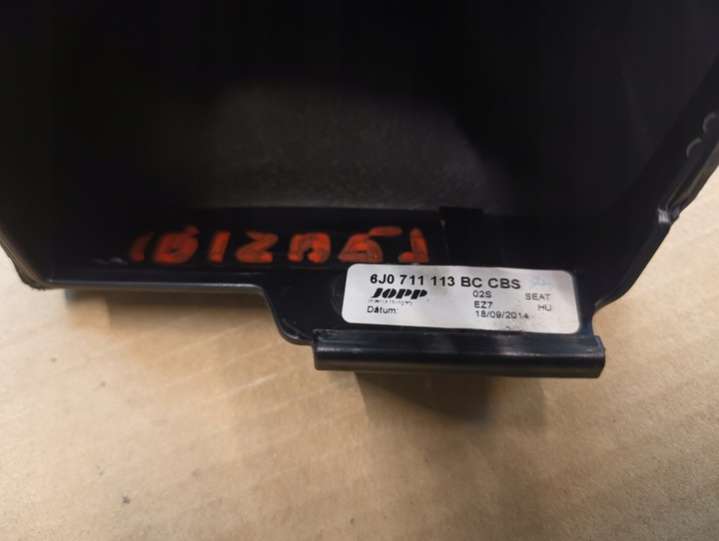 6J0 711 113 BC CBS
JOPP 02S SEAT
EZ7 HU
Dátum: 18/09/2014